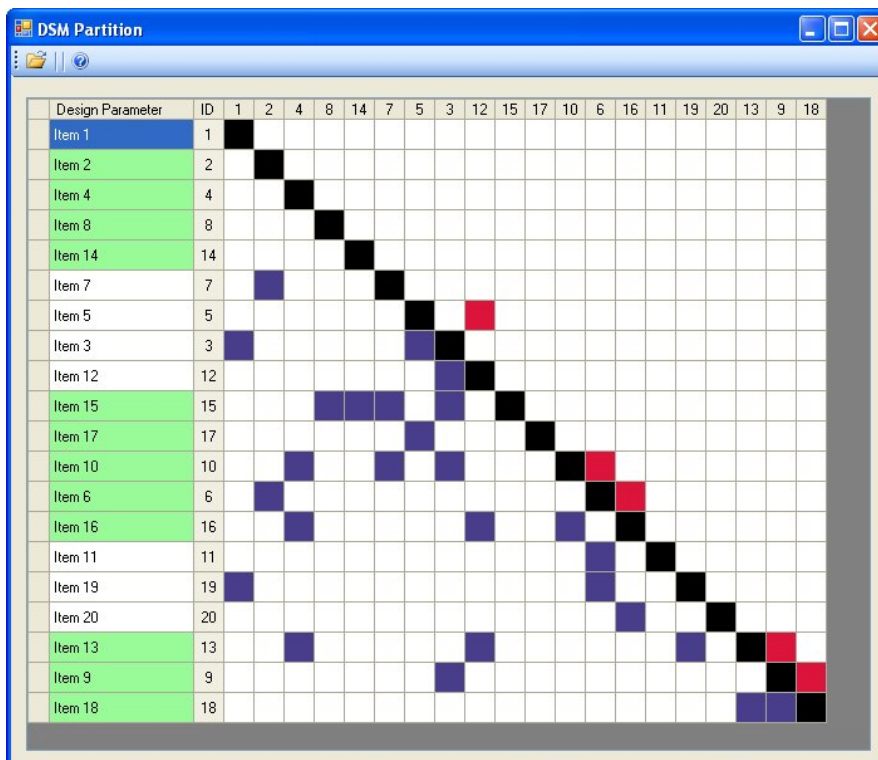 DSM Partition
Design Parameter ID 1 2 4 8 14 7 5 3 12 15 17 10 6 16 11 19 20 13 9 18
Item 1 1
Item 2 2
Item 4 4
Item 8 8
Item 14 14
Item 7 7
Item 5 5
Item 3 3
Item 12 12
Item 15 15
Item 17 17
Item 10 10
Item 6 6
Item 16 16
Item 11 11
Item 19 19
Item 20 20
Item 13 13
Item 9 9
Item 18 18